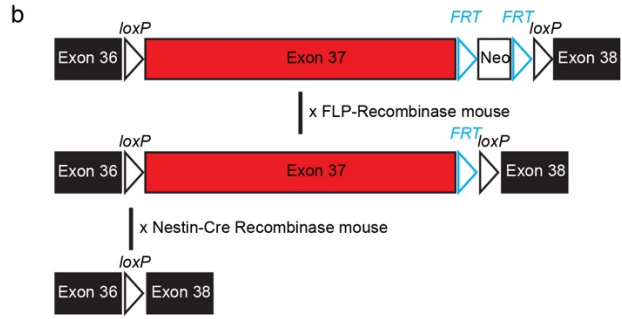 b
loxP FRT FRT loxP
Exon 36 Exon 37 Neo Exon 38
x FLP-Recombinase mouse
loxP FRT loxP
Exon 36 Exon 37 Exon 38
x Nestin-Cre Recombinase mouse
loxP
Exon 36 Exon 38